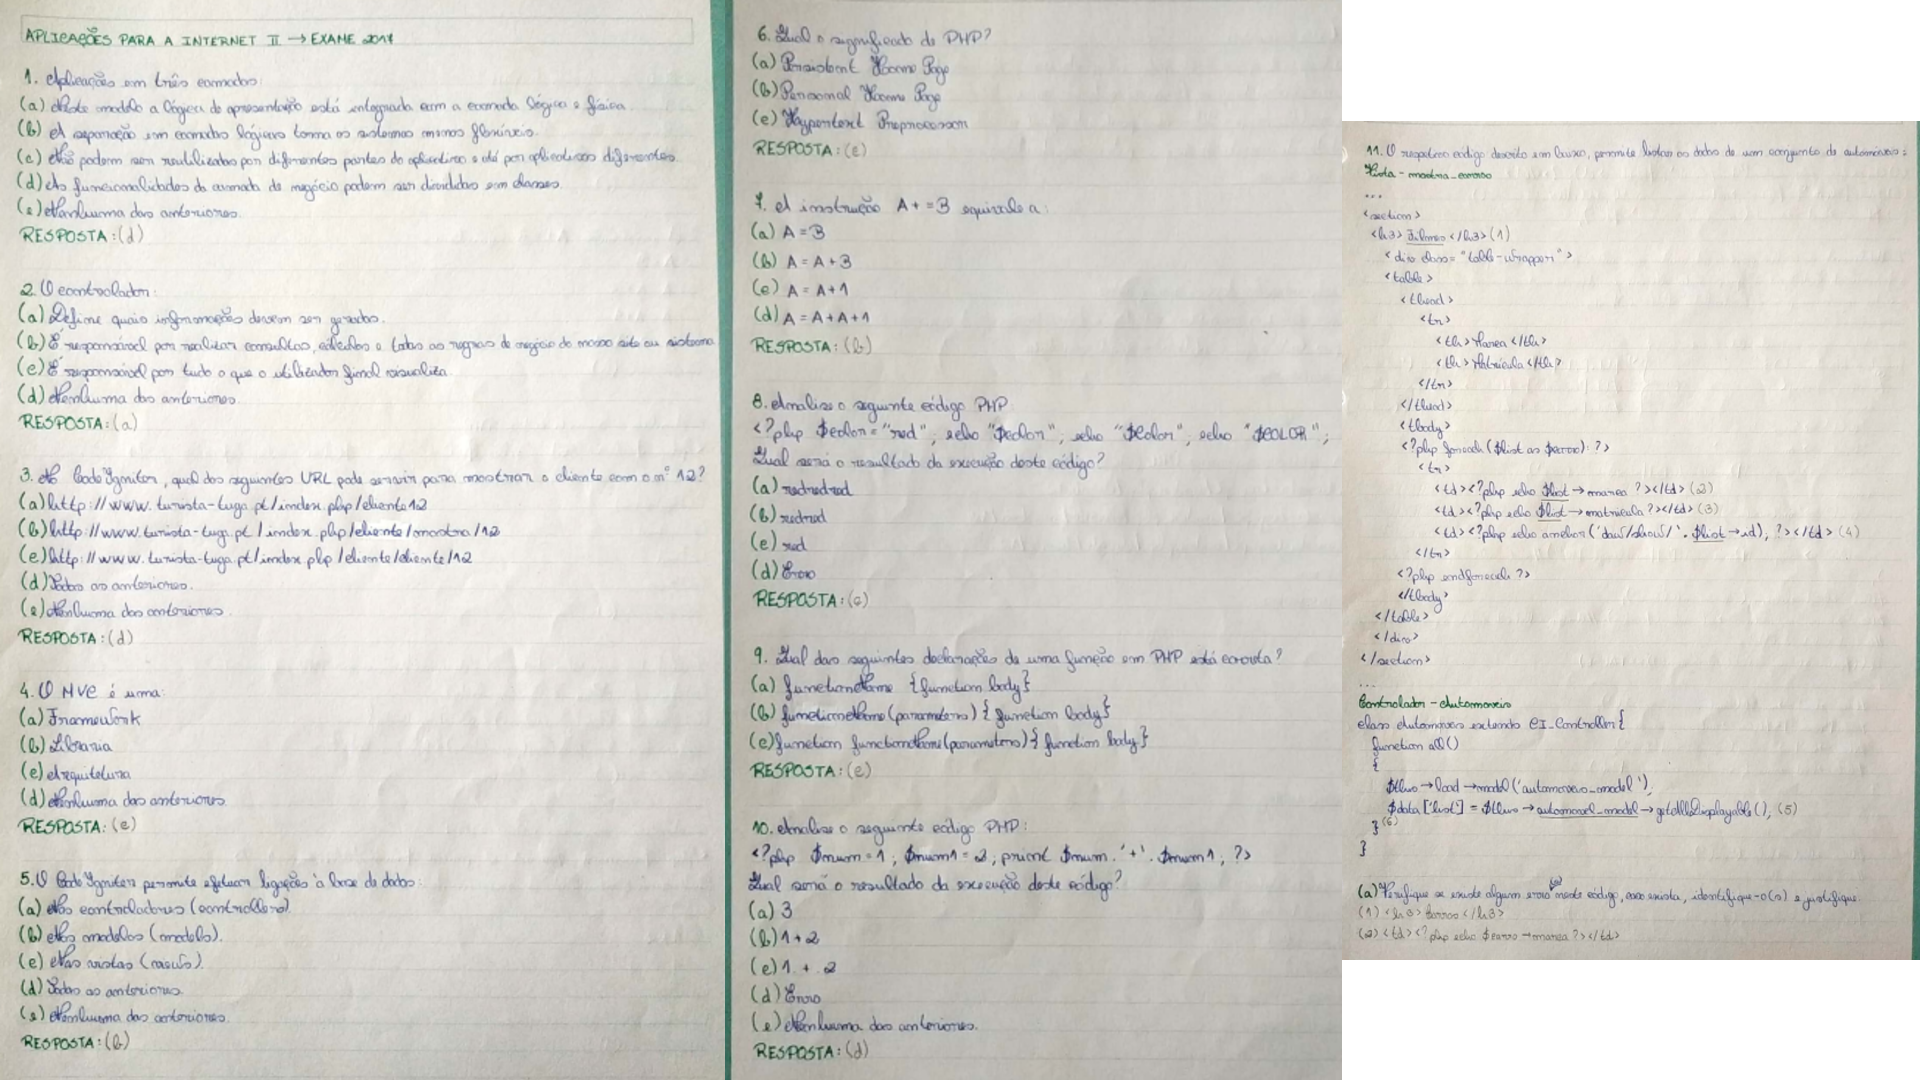 APLICAÇÕES PARA A INTERNET II → EXAME 2017
1. Aplicações em três camadas:
(a) Neste modelo a lógica de apresentação está integrada com a camada lógica e física.
(b) A separação em camadas lógicas torna os sistemas menos flexíveis.
(c) Não podem ser reutilizados por diferentes partes do aplicativo e até por aplicativos diferentes.
(d) As funcionalidades da camada de negócio podem ser divididas em classes.
(e) Nenhuma das anteriores.
RESPOSTA: (d)
2. O controlador:
(a) Define quais informações devem ser geradas.
(b) É responsável por realizar consultas, cálculos e todas as regras de negócio do nosso site ou sistema.
(c) É responsável por tudo o que o utilizador final visualiza.
(d) Nenhuma das anteriores.
RESPOSTA: (a)
3. No CodeIgniter, qual dos seguintes URL pode servir para mostrar o cliente com o nº 12?
(a) http://www.turista-tuga.pt/index.php/cliente12
(b) http://www.turista-tuga.pt/index.php/cliente/mostra/12
(c) http://www.turista-tuga.pt/index.php/cliente/cliente/12
(d) Todas as anteriores.
(e) Nenhuma das anteriores.
RESPOSTA: (d)
4. O MVC é uma:
(a) Framework
(b) Libraria
(c) Arquitetura
(d) Nenhuma das anteriores
RESPOSTA: (c)
5. O CodeIgniter permite efetuar ligações à base de dados:
(a) Nos controladores (controllers)
(b) Nos modelos (models).
(c) Nas vistas (views).
(d) Todas as anteriores.
(e) Nenhuma das anteriores.
RESPOSTA: (b)
6. Qual o significado de PHP?
(a) Persistent Home Page
(b) Personal Home Page
(c) Hypertext Preprocessor
RESPOSTA: (c)
7. A instrução A+=3 equivale a:
(a) A=3
(b) A=A+3
(c) A=A+1
(d) A=A+A+1
RESPOSTA: (b)
8. Analise o seguinte código PHP:
<?php $color="red"; echo "$color"; echo "$Color"; echo "$COLOR";
Qual será o resultado da execução deste código?
(a) redredred
(b) redred
(c) red
(d) Erro
RESPOSTA: (c)
9. Qual das seguintes declarações de uma função em PHP está correta?
(a) functionName {function body}
(b) functionName(parameters) {function body}
(c) function functionName(parameters) {function body}
RESPOSTA: (c)
10. Analise o seguinte código PHP:
<?php $num=1; $num1=2; print $num.'+'.$num1; ?>
Qual será o resultado da execução deste código?
(a) 3
(b) 1+2
(c) 1.+.2
(d) Erro
(e) Nenhuma das anteriores.
RESPOSTA: (d)
11. O respetivo código descrito em baixo, permite listar os dados de um conjunto de automóveis:
Vista - mostra_carros
...
<section>
<h3> Filmes </h3> (1)
<div class="table-wrapper">
<table>
<thead>
<tr>
<th>Marca</th>
<th>Matrícula</th>
</tr>
</thead>
<tbody>
<?php foreach ($list as $carro): ?>
<tr>
<td><?php echo $list→marca ?></td> (2)
<td><?php echo $list→matricula ?></td> (3)
<td><?php echo anchor('daw/show/'.$list→id), ?></td> (4)
</tr>
<?php endforeach ?>
</tbody>
</table>
</div>
</section>
...
Controlador - Automoveis
class Automoveis extends CI_Controller{
function all()
{
$this→load→model('automoveis_model');
$data['list'] = $this→automovel_model→getAllDisplayable(); (5)
} (6)
}
(a) Verifique se existe algum erro(os) neste código, caso exista, identifique-o(s) e justifique.
(1) <h3> Carros </h3>
(2) <td><?php echo $carro→marca ?></td>